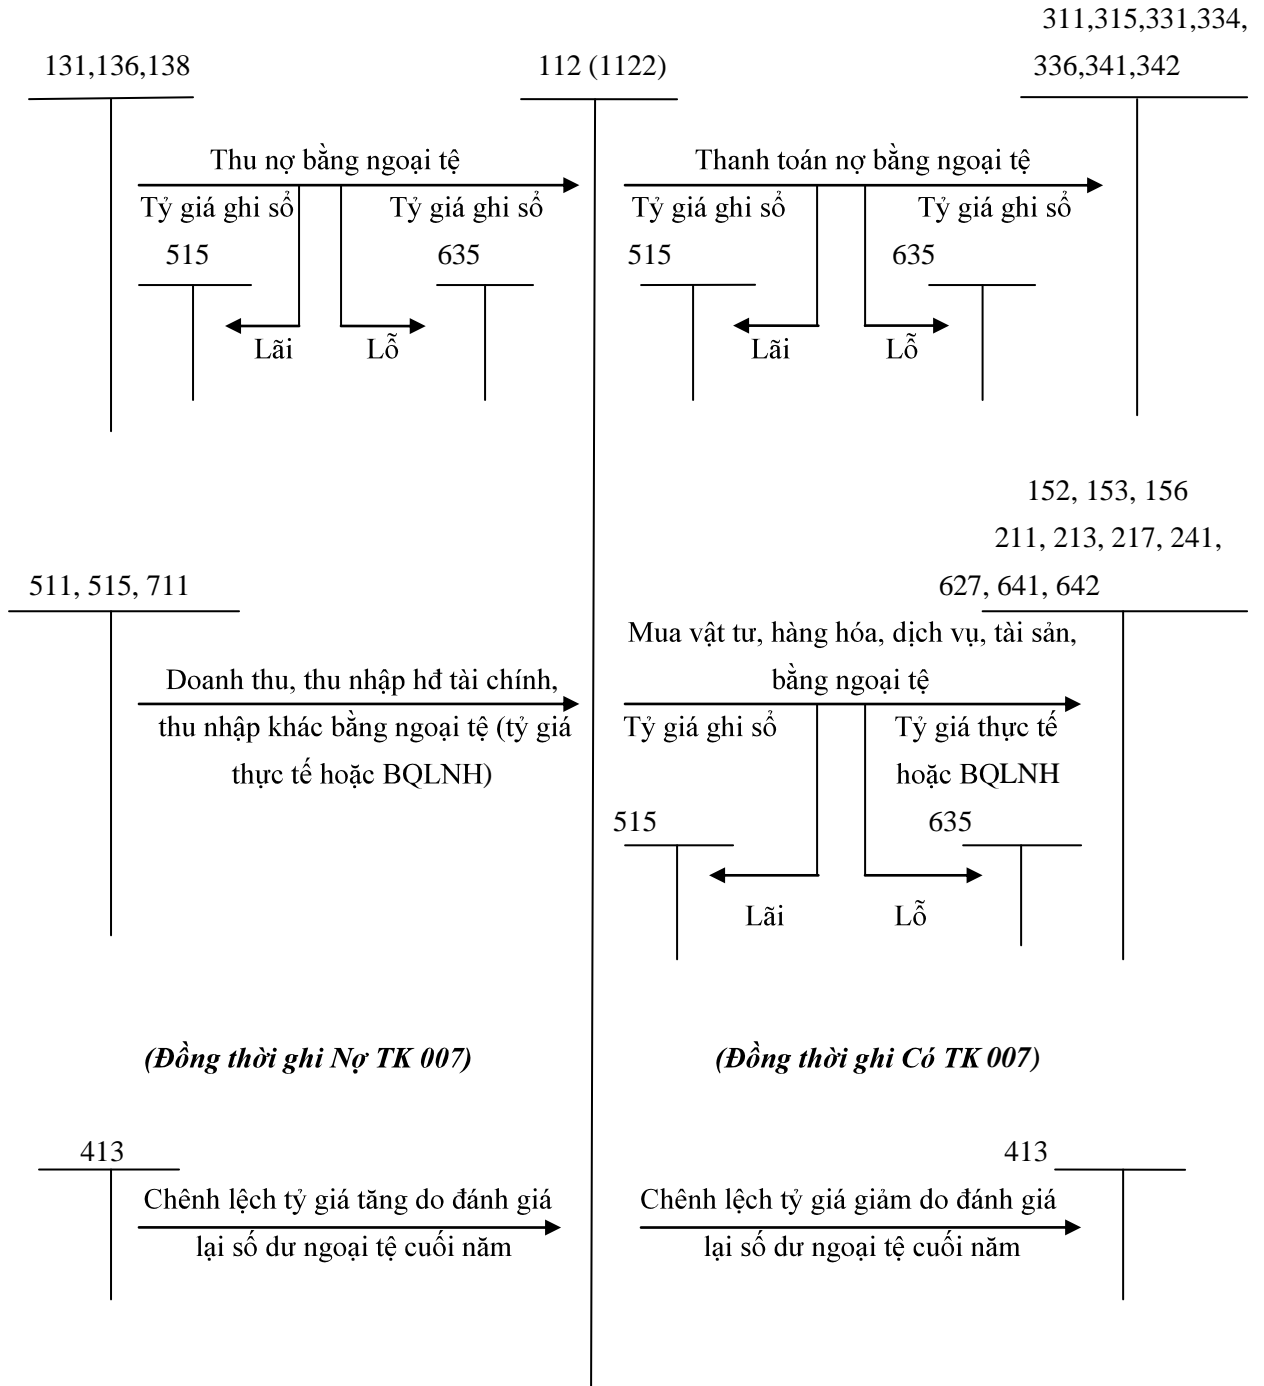 311,315,331,334,
131,136,138
112 (1122)
336,341,342
Thu nợ bằng ngoại tệ
Thanh toán nợ bằng ngoại tệ
Tỷ giá ghi sổ
Tỷ giá ghi sổ
Tỷ giá ghi sổ
Tỷ giá ghi sổ
515
635
515
635
Lãi
Lỗ
Lãi
Lỗ
152, 153, 156
211, 213, 217, 241,
511, 515, 711
627, 641, 642
Mua vật tư, hàng hóa, dịch vụ, tài sản,
bằng ngoại tệ
Doanh thu, thu nhập hđ tài chính,
thu nhập khác bằng ngoại tệ (tỷ giá
thực tế hoặc BQLNH)
Tỷ giá ghi sổ
Tỷ giá thực tế
hoặc BQLNH
515
635
Lãi
Lỗ
(Đồng thời ghi Nợ TK 007)
(Đồng thời ghi Có TK 007)
413
413
Chênh lệch tỷ giá tăng do đánh giá
lại số dư ngoại tệ cuối năm
Chênh lệch tỷ giá giảm do đánh giá
lại số dư ngoại tệ cuối năm